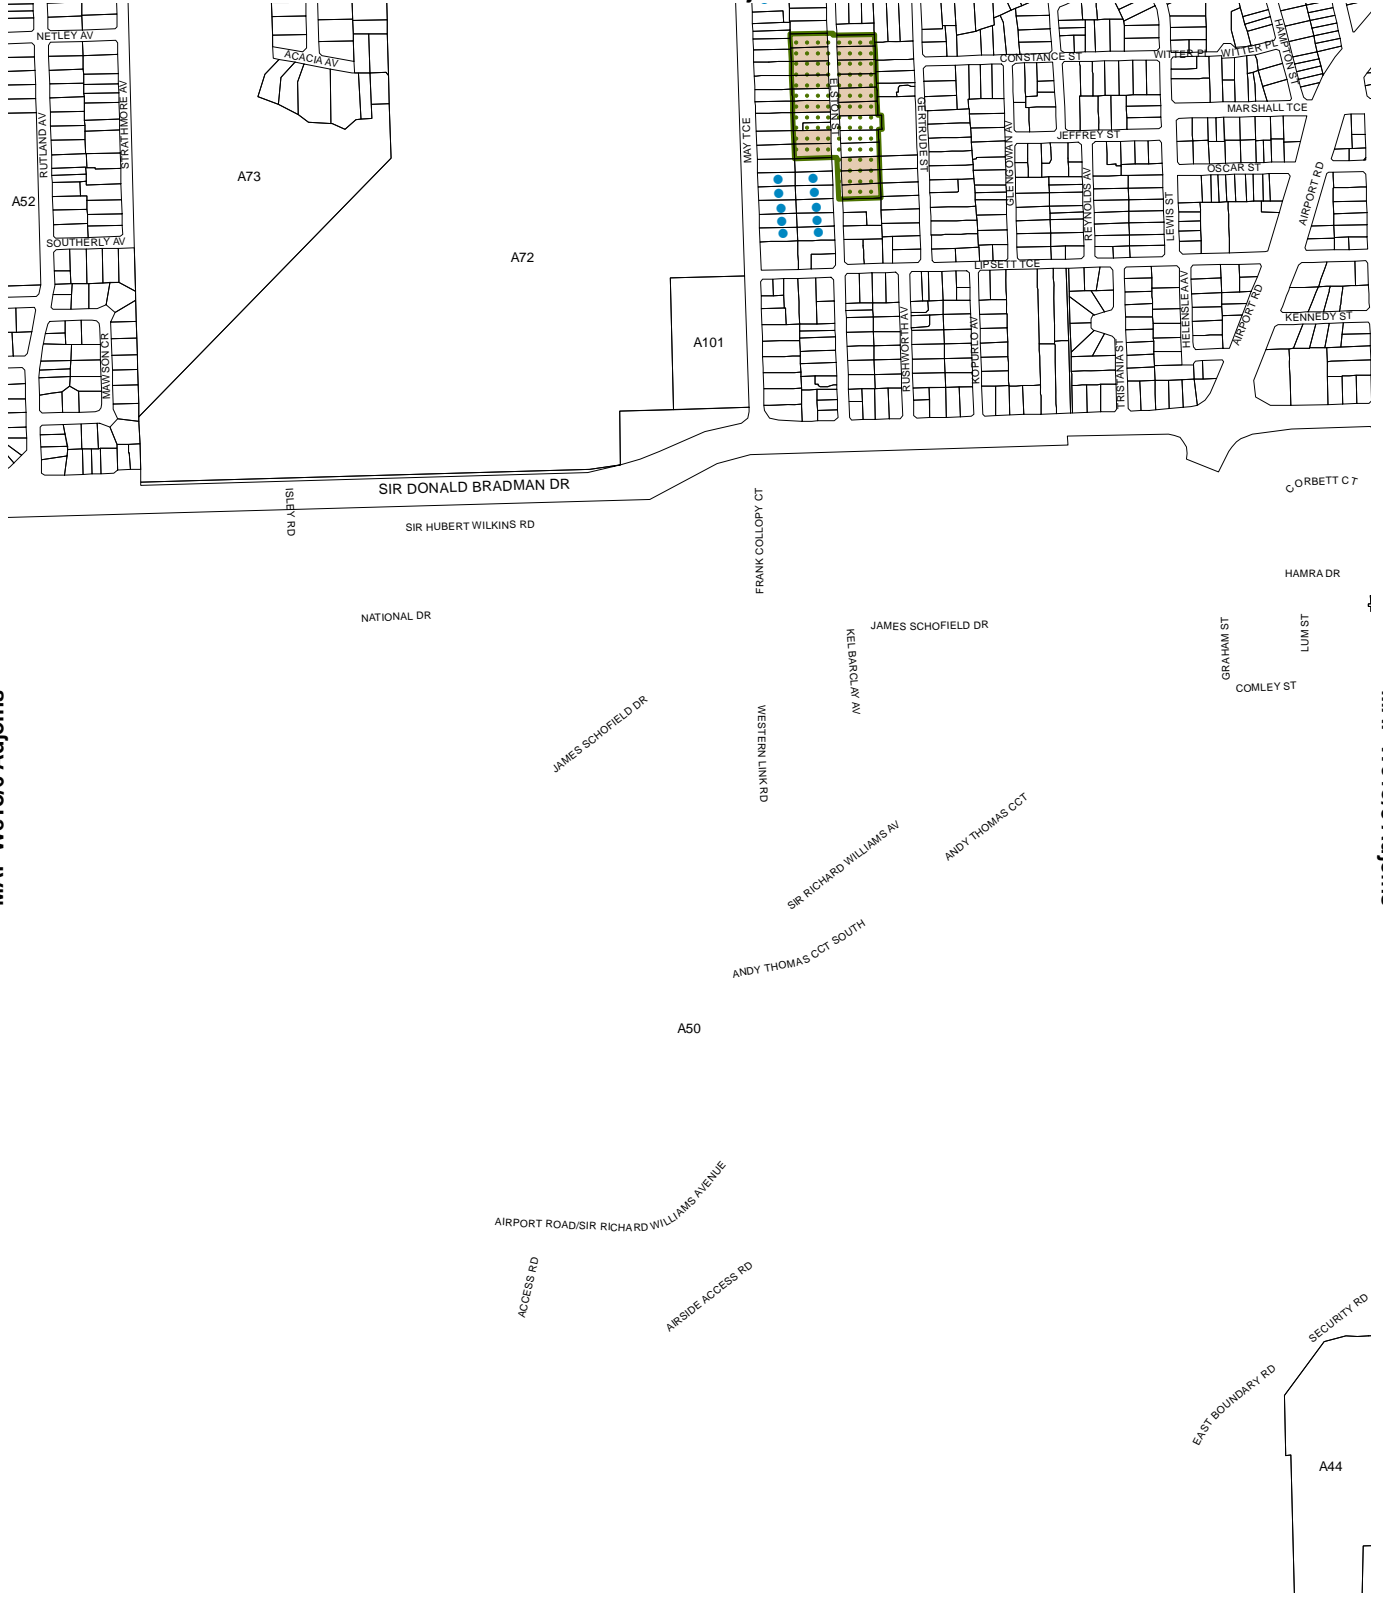 NETLEY AV
ACACIA AV
RUTLAND AV
STRATHMORE AV
A73
A52
SOUTHERLY AV
A72
MAY TCE
ELSTON ST
GERTRUDE ST
CONSTANCE ST
WITTER PL
WITTER PL
HAMPTON ST
MARSHALL TCE
JEFFREY ST
GLENGOWAN AV
OSCAR ST
REYNOLDS AV
LEWIS ST
AIRPORT RD
LIPSETT TCE
HELENSLEA AV
AIRPORT RD
KENNEDY ST
A101
MAWSON CR
RUSHWORTH AV
KOPURLO AV
TRISTANIA ST
SIR DONALD BRADMAN DR
ISLEY RD
SIR HUBERT WILKINS RD
FRANK COLLOPY CT
CORBETT CT
HAMRA DR
NATIONAL DR
JAMES SCHOFIELD DR
KEL BARCLAY AV
GRAHAM ST
LUM ST
COMLEY ST
JAMES SCHOFIELD DR
WESTERN LINK RD
SIR RICHARD WILLIAMS AV
ANDY THOMAS CCT
ANDY THOMAS CCT SOUTH
A50
AIRPORT ROAD/SIR RICHARD WILLIAMS AVENUE
ACCESS RD
AIRSIDE ACCESS RD
SECURITY RD
EAST BOUNDARY RD
A44